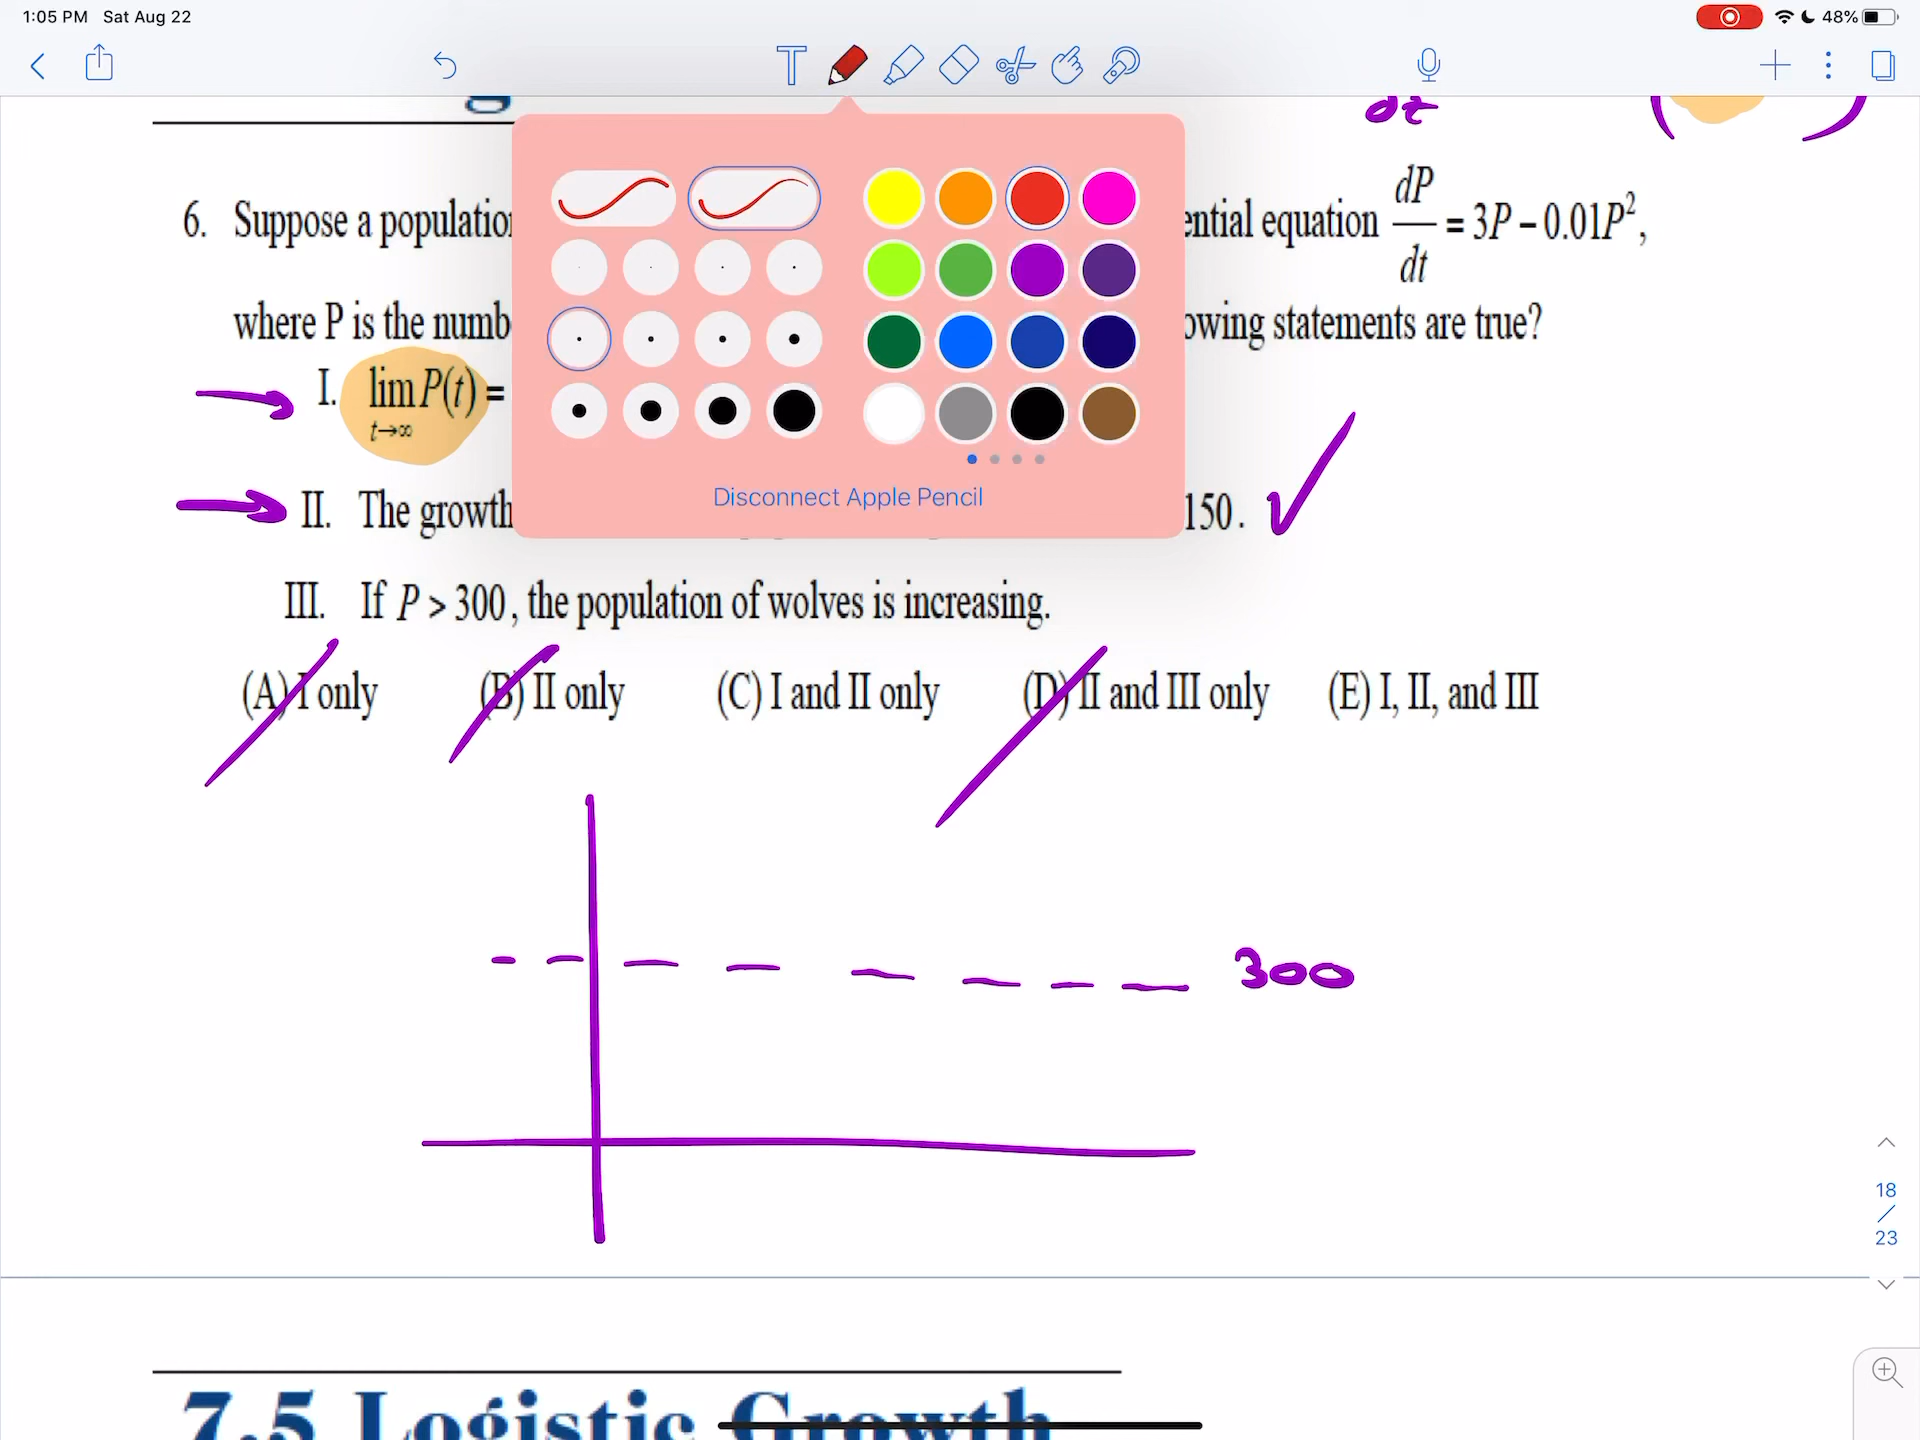 1:05 PM Sat Aug 22 48%
T
dt
6. Suppose a population ential equation dP/dt = 3P – 0.01P²,
where P is the numb owing statements are true?
I. lim t→∞ P(t) =
Disconnect Apple Pencil
II. The growth 150.
III. If P > 300, the population of wolves is increasing.
(A) I only (B) II only (C) I and II only (D) II and III only (E) I, II, and III
300
18
/
23
7.5 Logistic Growth